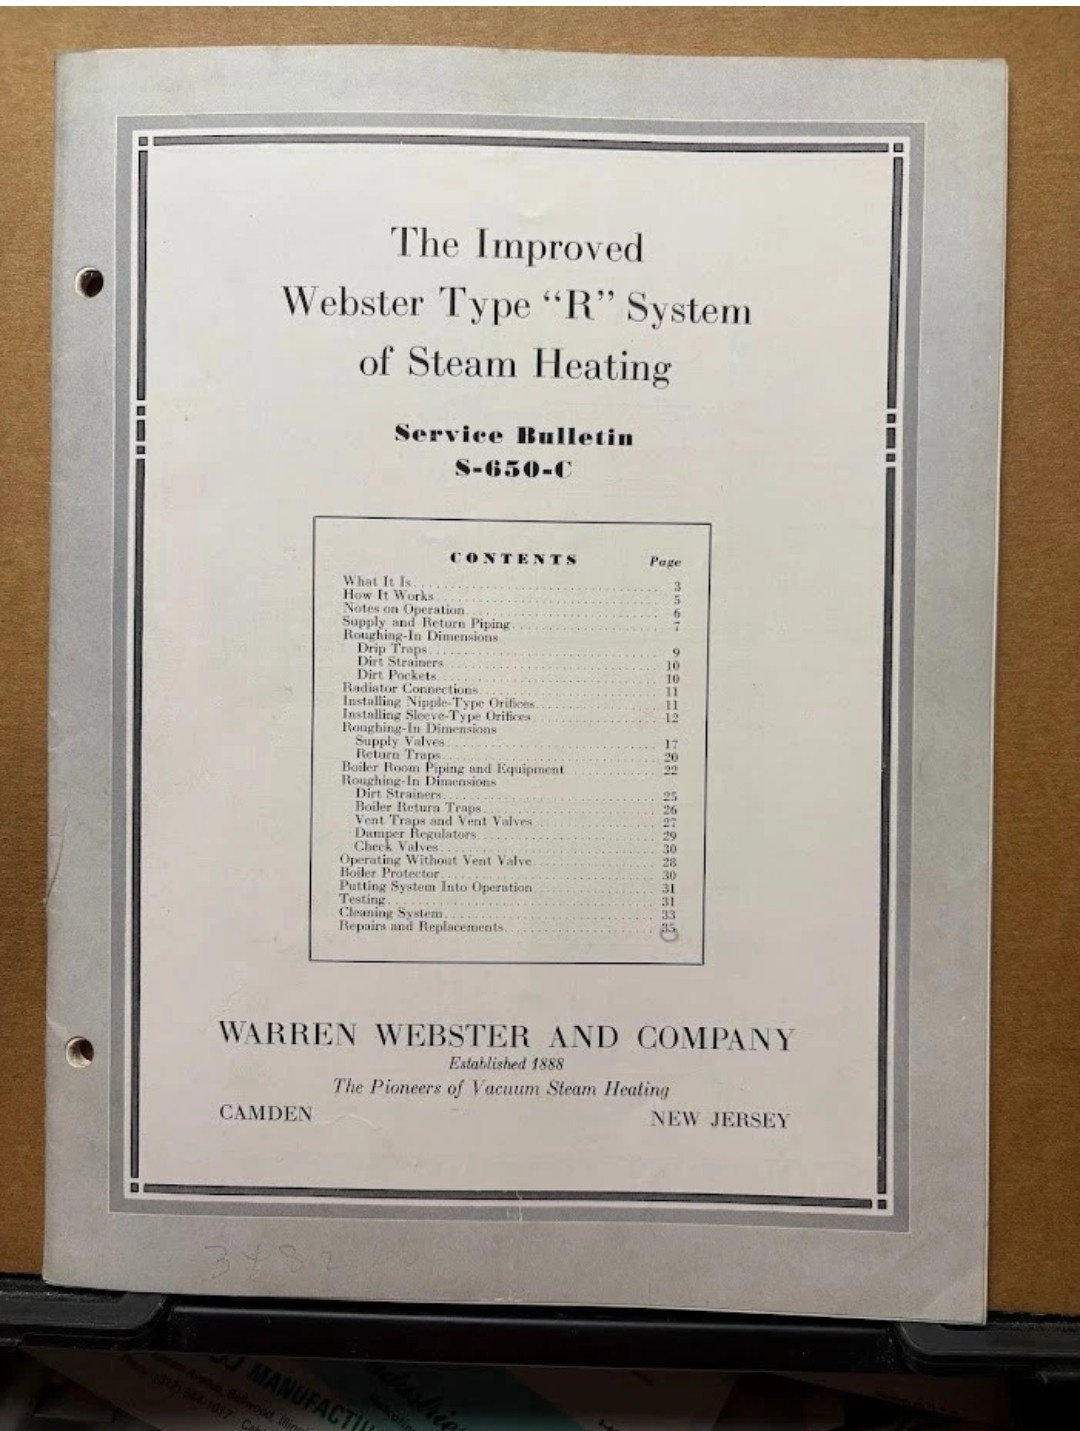 The Improved
Webster Type “R” System
of Steam Heating
Service Bulletin
S-650-C
CONTENTS Page
What It Is 3
How It Works 5
Notes on Operation 6
Supply and Return Piping 7
Roughing-In Dimensions
Drip Traps 9
Dirt Strainers 10
Dirt Pockets 10
Radiator Connections 11
Installing Nipple-Type Orifices 11
Installing Sleeve-Type Orifices 12
Roughing-In Dimensions
Supply Valves 17
Return Traps 20
Boiler Room Piping and Equipment 22
Roughing-In Dimensions
Dirt Strainers 25
Boiler Return Traps 26
Vent Traps and Vent Valves 27
Damper Regulators 29
Check Valves 30
Operating Without Vent Valve 28
Boiler Protector 30
Putting System Into Operation 31
Testing 31
Cleaning System 33
Repairs and Replacements 35
WARREN WEBSTER AND COMPANY
Established 1888
The Pioneers of Vacuum Steam Heating
CAMDEN NEW JERSEY
MANUFACTU
Avenue, Bellwood, Illin